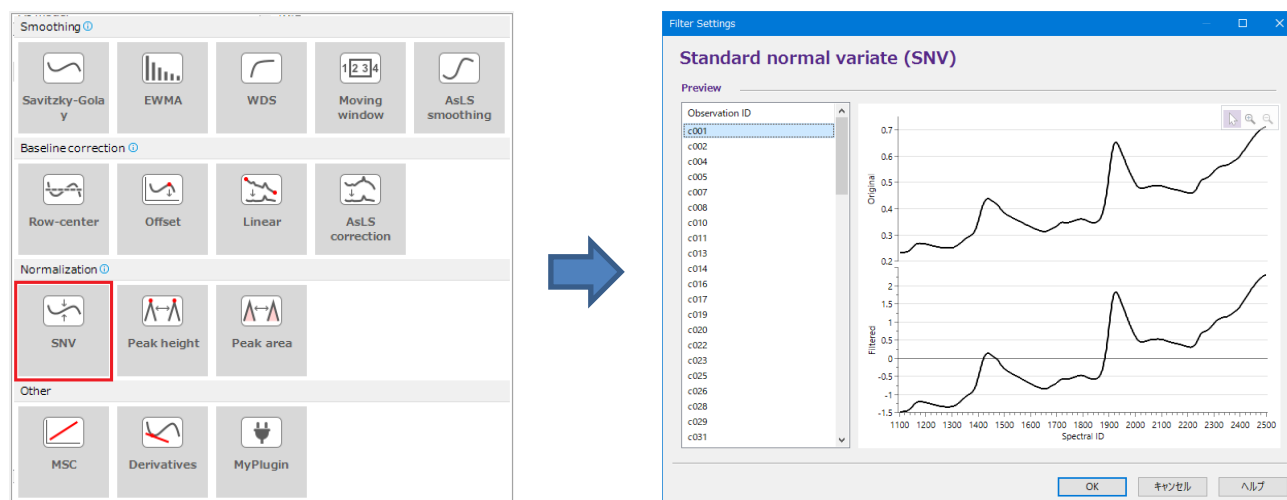 Smoothing
Savitzky-Gola
y
EWMA
WDS
1 2 3 4
Moving
window
AsLS
smoothing
Baseline correction
Row-center
Offset
Linear
AsLS
correction
Normalization
SNV
Peak height
Peak area
Other
MSC
Derivatives
MyPlugin
Filter Settings
Standard normal variate (SNV)
Preview
Observation ID
c001
c002
c004
c005
c007
c008
c010
c011
c013
c014
c016
c017
c019
c020
c022
c023
c025
c026
c028
c029
c031
Original
0.7
0.6
0.5
0.4
0.3
0.2
Filtered
2
1.5
1
0.5
0
-0.5
-1
-1.5
1100 1200 1300 1400 1500 1600 1700 1800 1900 2000 2100 2200 2300 2400 2500
Spectral ID
OK
キャンセル
ヘルプ